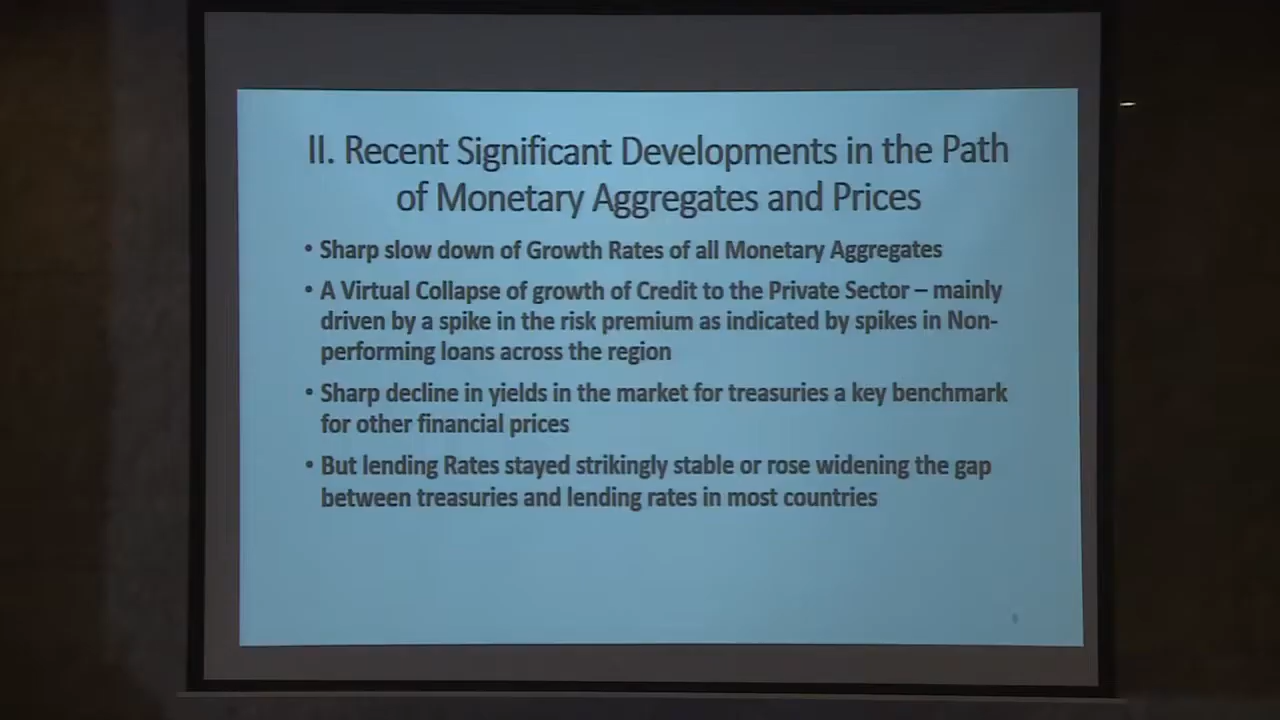 II. Recent Significant Developments in the Path
of Monetary Aggregates and Prices
• Sharp slow down of Growth Rates of all Monetary Aggregates
• A Virtual Collapse of growth of Credit to the Private Sector – mainly
driven by a spike in the risk premium as indicated by spikes in Non-
performing loans across the region
• Sharp decline in yields in the market for treasuries a key benchmark
for other financial prices
• But lending Rates stayed strikingly stable or rose widening the gap
between treasuries and lending rates in most countries